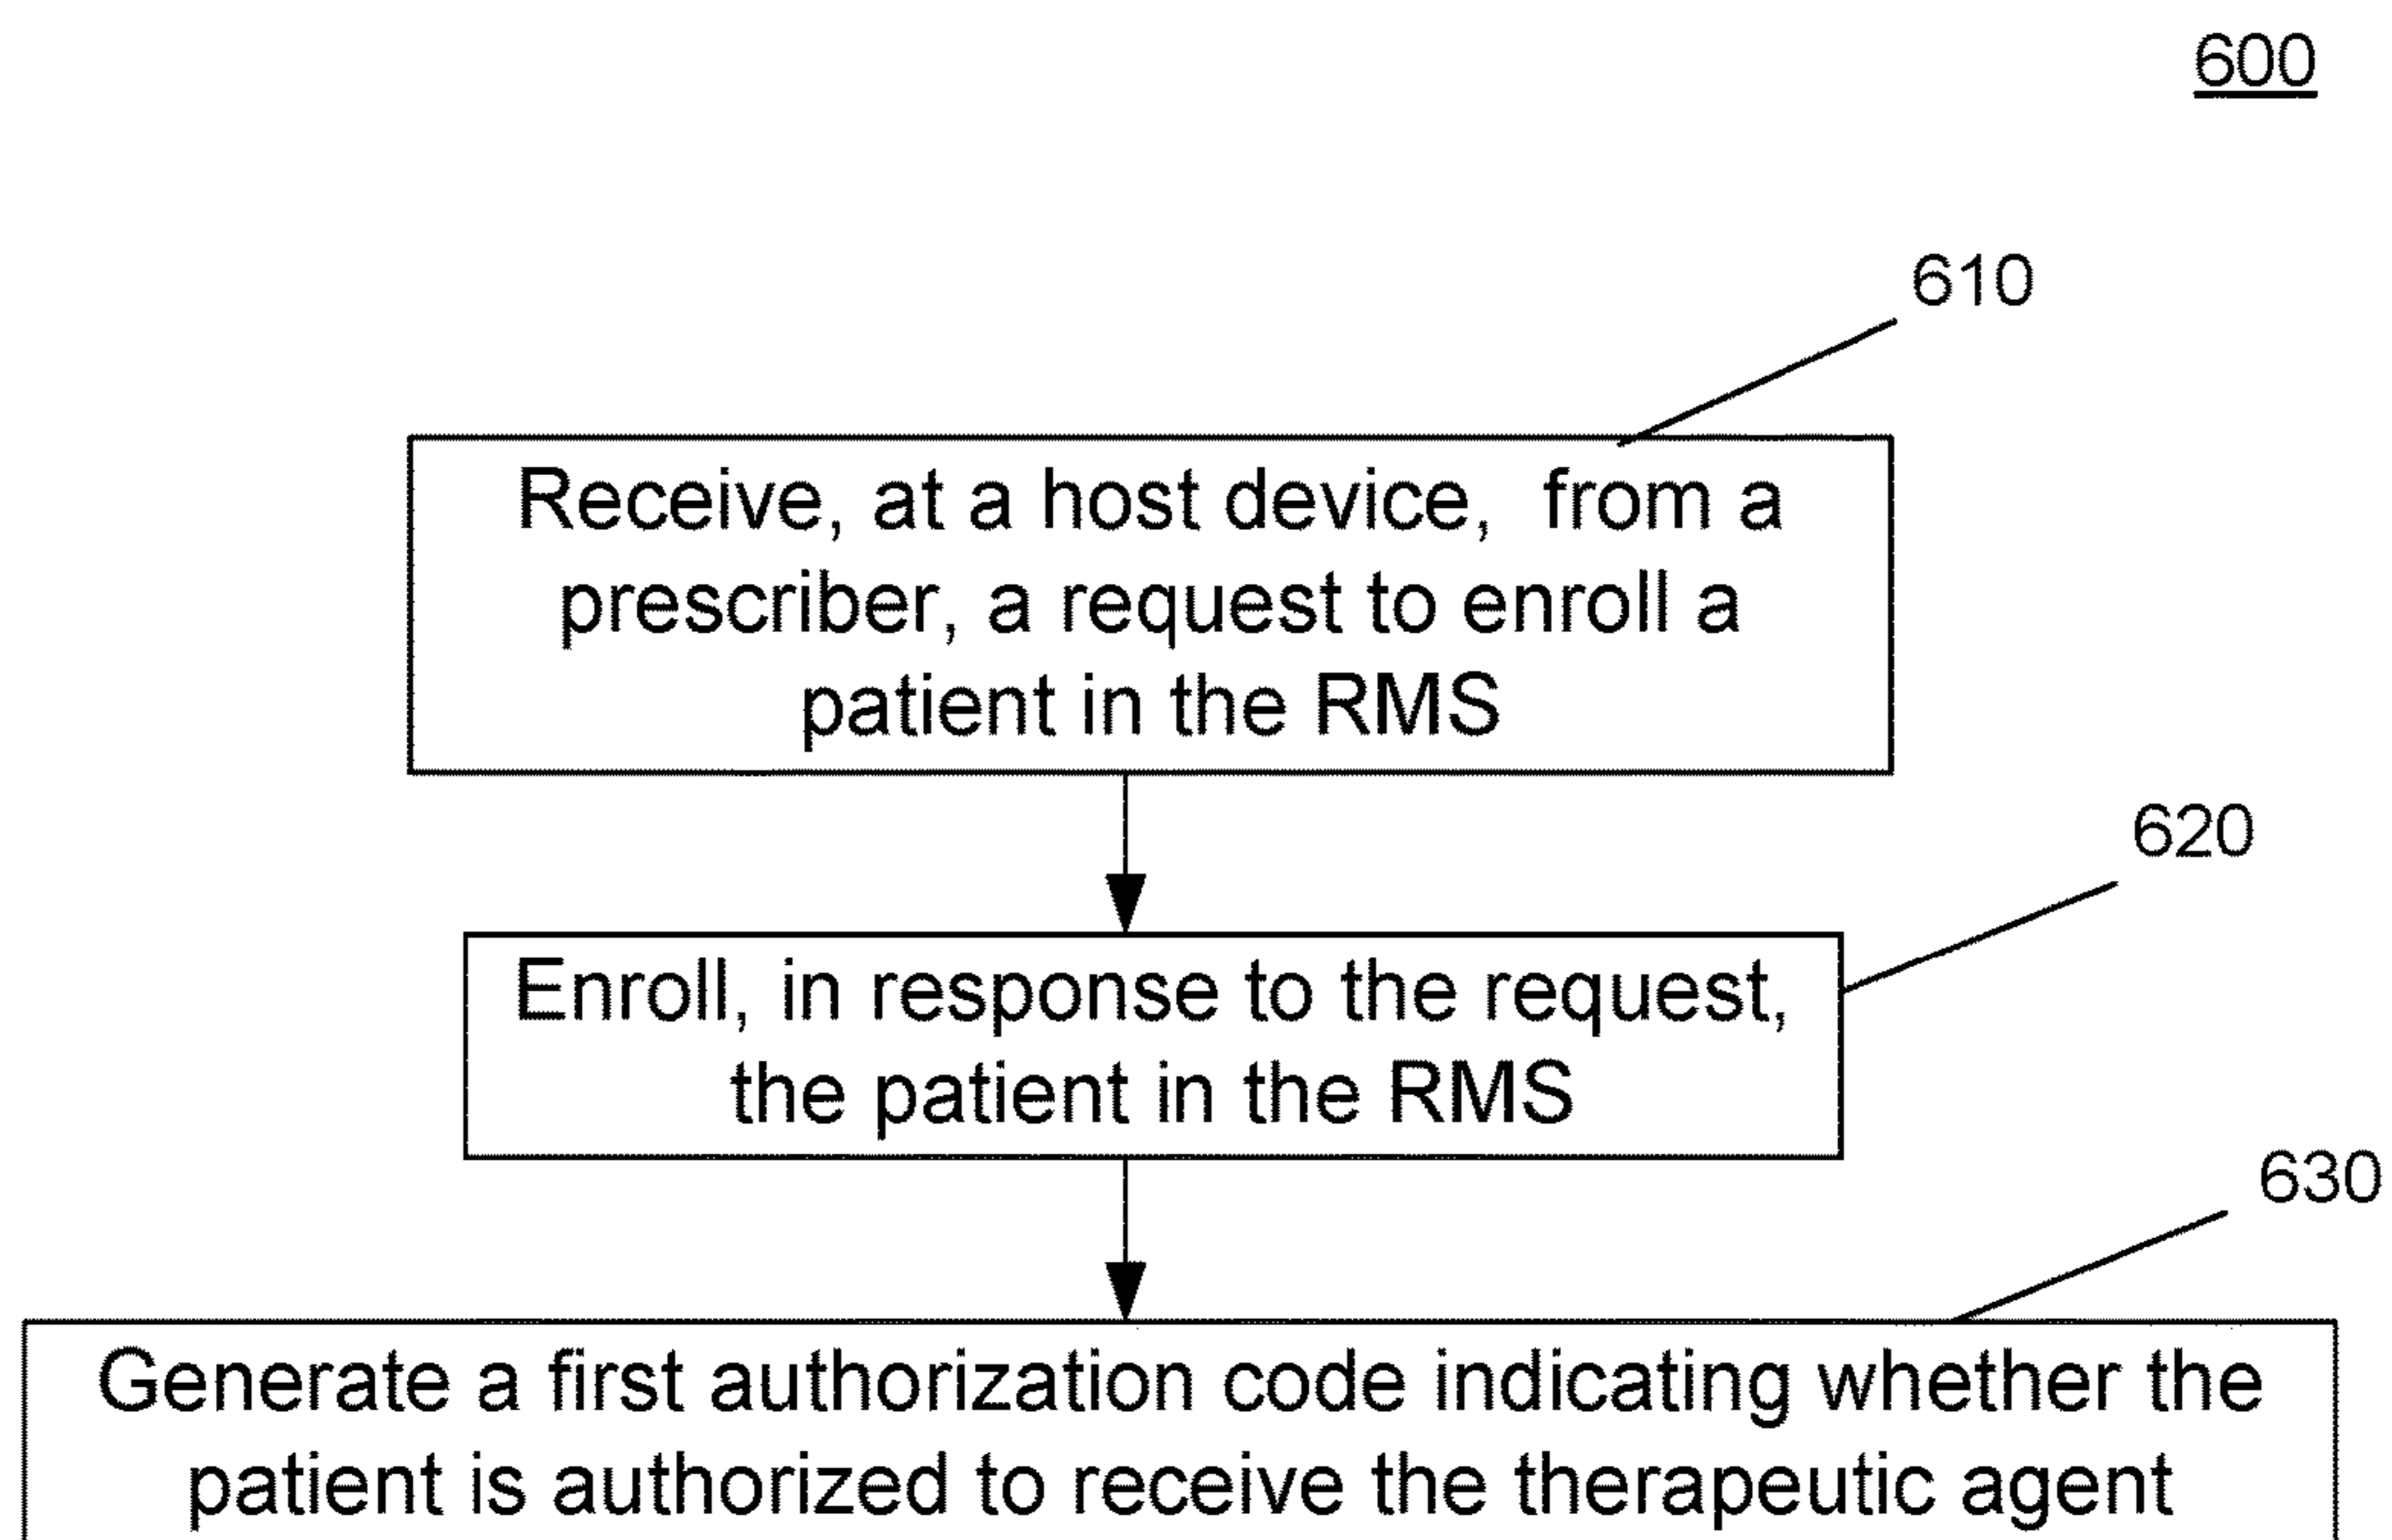 600
610
Receive, at a host device, from a
prescriber, a request to enroll a
patient in the RMS
620
Enroll, in response to the request,
the patient in the RMS
630
Generate a first authorization code indicating whether the
patient is authorized to receive the therapeutic agent